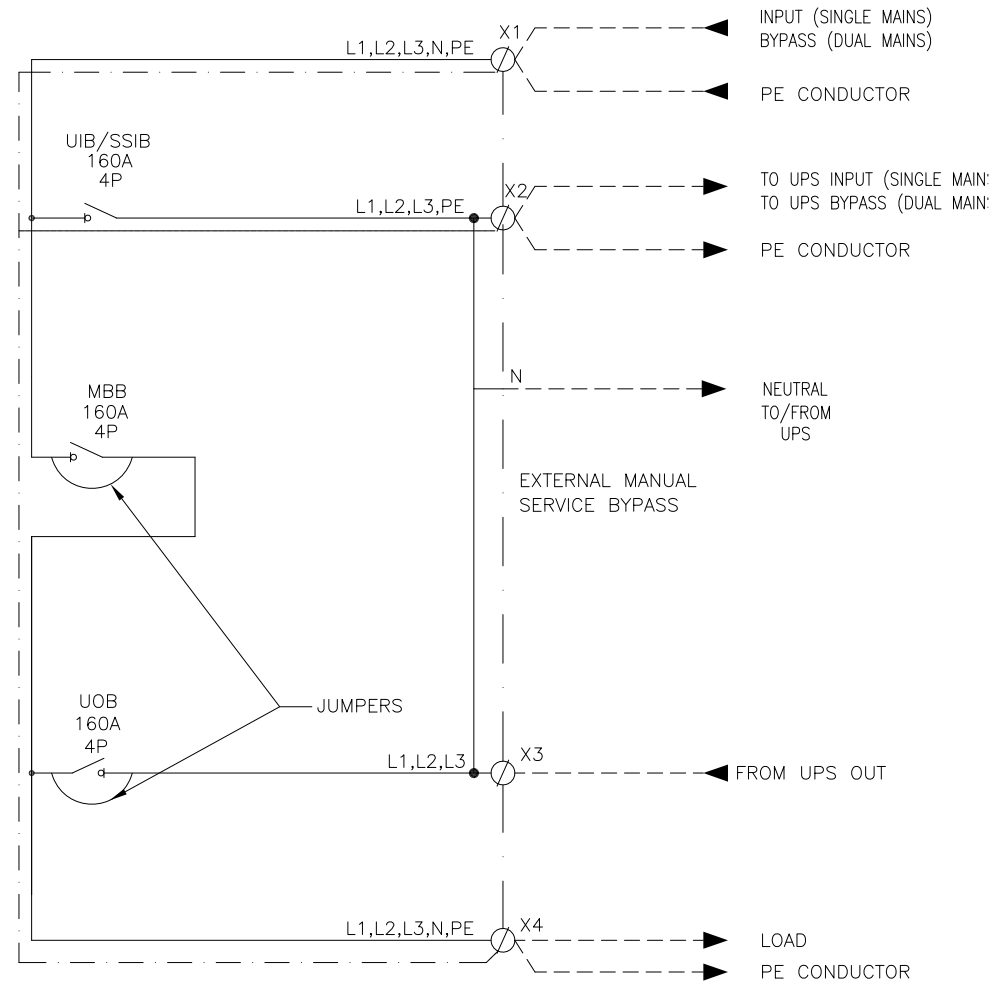 INPUT (SINGLE MAINS)
BYPASS (DUAL MAINS)
X1
L1,L2,L3,N,PE
PE CONDUCTOR
UIB/SSIB
160A
4P
X2
L1,L2,L3,PE
TO UPS INPUT (SINGLE MAIN
TO UPS BYPASS (DUAL MAIN
PE CONDUCTOR
N
MBB
160A
4P
NEUTRAL
TO/FROM
UPS
EXTERNAL MANUAL
SERVICE BYPASS
JUMPERS
UOB
160A
4P
L1,L2,L3
X3
FROM UPS OUT
L1,L2,L3,N,PE
X4
LOAD
PE CONDUCTOR